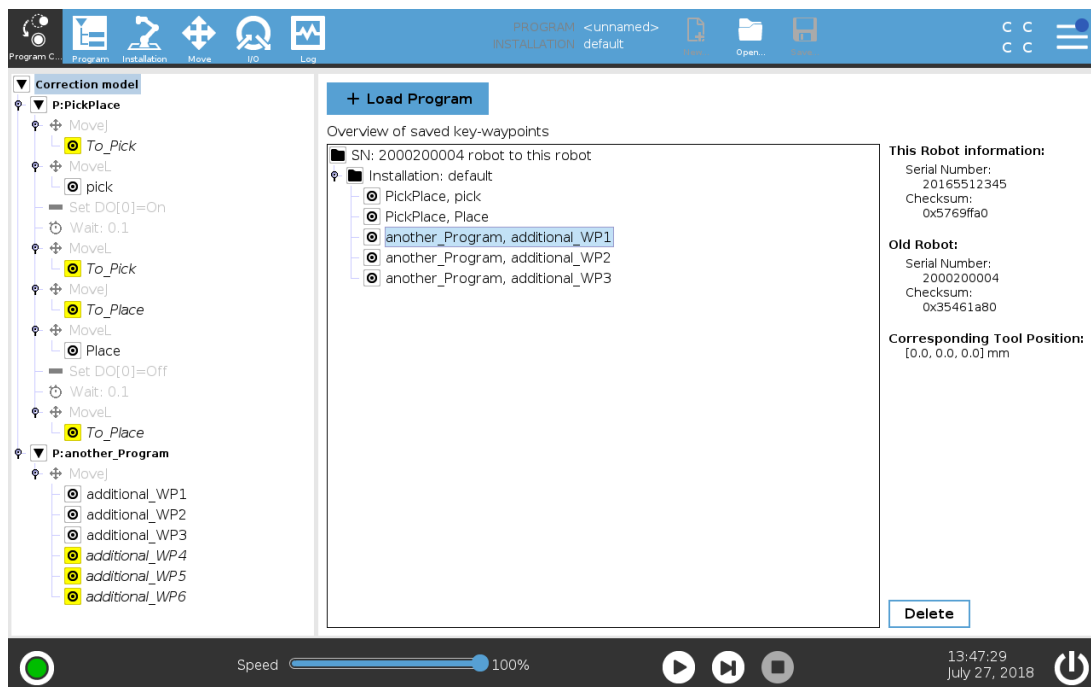 PROGRAM <unnamed>
INSTALLATION default
Program C...
Program
Installation
Move
I/O
Log
New...
Open...
Save...
C C
C C
Correction model
P:PickPlace
MoveJ
To_Pick
MoveL
pick
Set DO[0]=On
Wait: 0.1
MoveL
To_Pick
MoveJ
To_Place
MoveL
Place
Set DO[0]=Off
Wait: 0.1
MoveL
To_Place
P:another_Program
MoveJ
additional_WP1
additional_WP2
additional_WP3
additional_WP4
additional_WP5
additional_WP6
+ Load Program
Overview of saved key-waypoints
SN: 2000200004 robot to this robot
Installation: default
PickPlace, pick
PickPlace, Place
another_Program, additional_WP1
another_Program, additional_WP2
another_Program, additional_WP3
This Robot information:
Serial Number:
20165512345
Checksum:
0x5769ffa0
Old Robot:
Serial Number:
2000200004
Checksum:
0x35461a80
Corresponding Tool Position:
[0.0, 0.0, 0.0] mm
Delete
Speed 100%
13:47:29
July 27, 2018